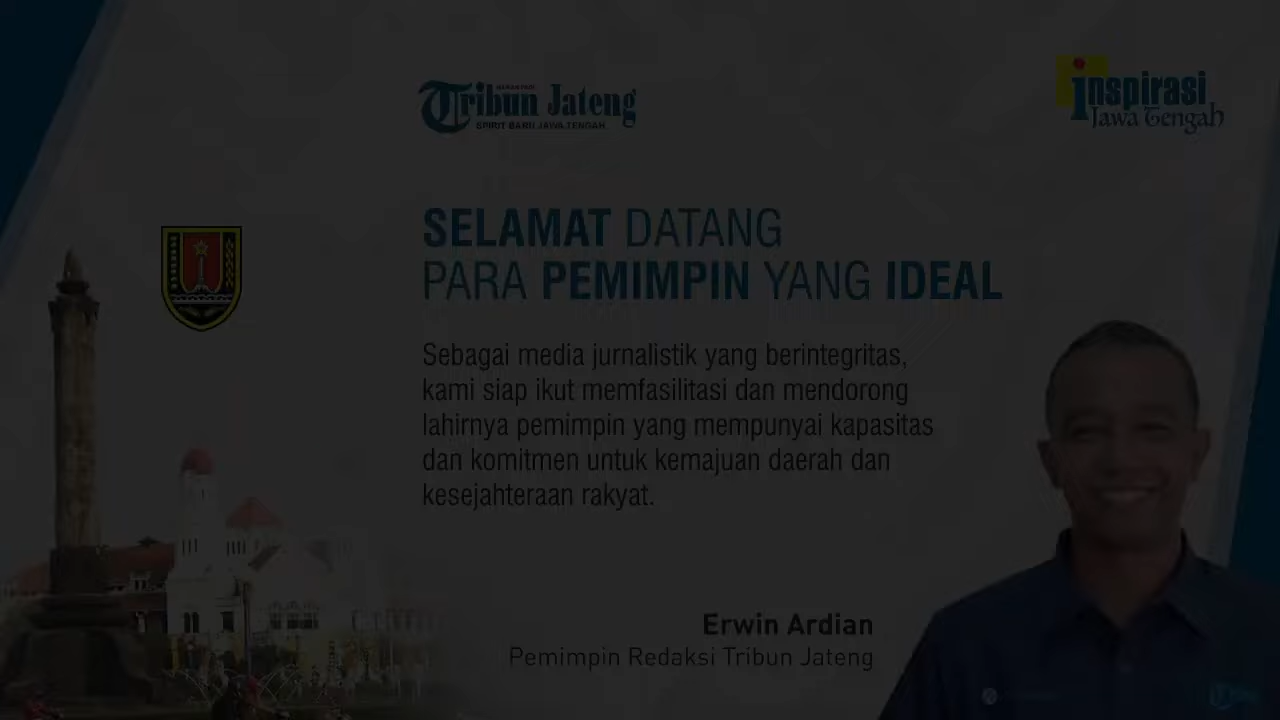 Tribun Jateng
SPIRIT BARU JAWA TENGAH
inspirasi
Jawa Tengah
SELAMAT DATANG
PARA PEMIMPIN YANG IDEAL
Sebagai media jurnalistik yang berintegritas,
kami siap ikut memfasilitasi dan mendorong
lahirnya pemimpin yang mempunyai kapasitas
dan komitmen untuk kemajuan daerah dan
kesejahteraan rakyat.
Erwin Ardian
Pemimpin Redaksi Tribun Jateng